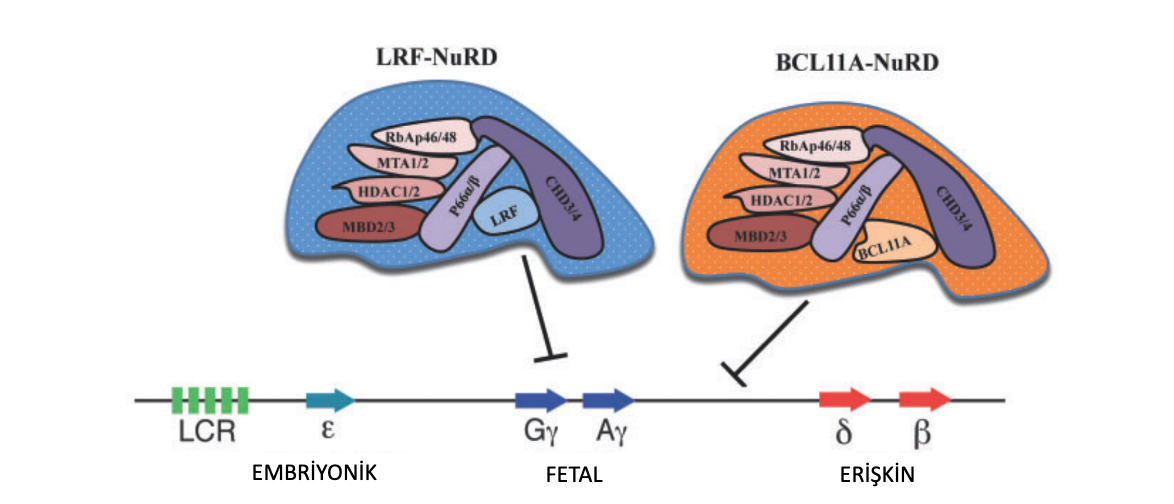 LRF-NuRD
RbAp46/48
MTA1/2
HDAC1/2
MBD2/3
P66α/β
LRF
CHD3/4
BCL11A-NuRD
RbAp46/48
MTA1/2
HDAC1/2
MBD2/3
P66α/β
BCL11A
CHD3/4
LCR
ε
Gγ
Aγ
δ
β
EMBRİYONİK
FETAL
ERİŞKİN